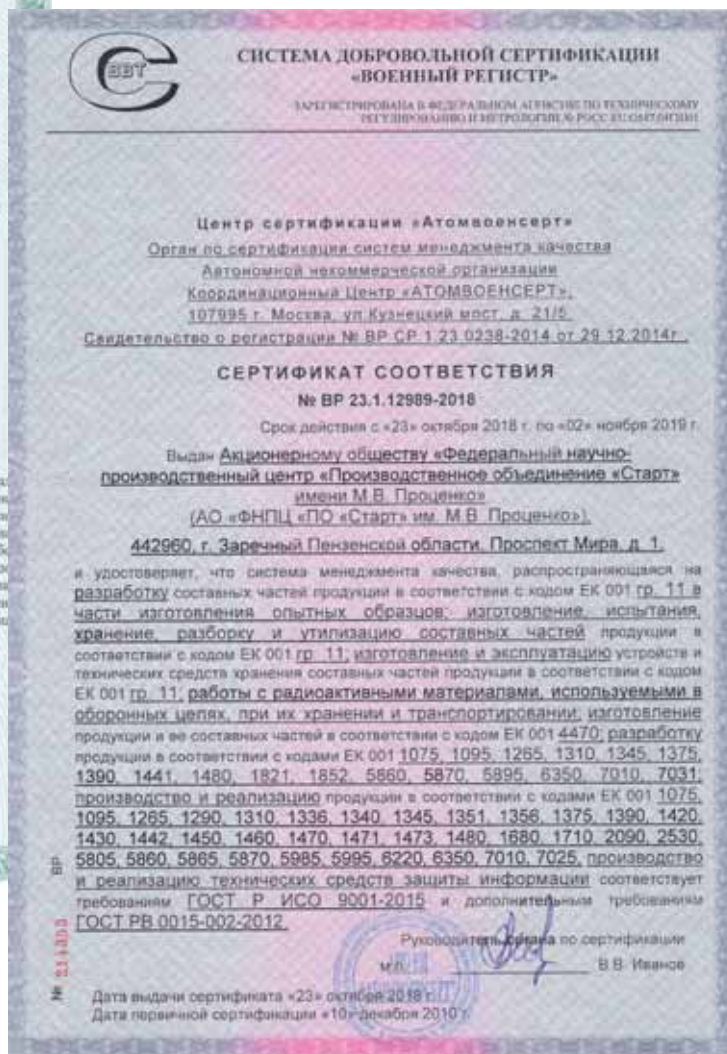 ВВТ
СИСТЕМА ДОБРОВОЛЬНОЙ СЕРТИФИКАЦИИ
«ВОЕННЫЙ РЕГИСТР»
ЗАРЕГИСТРИРОВАНА В ФЕДЕРАЛЬНОМ АГЕНТСТВЕ ПО ТЕХНИЧЕСКОМУ
РЕГУЛИРОВАНИЮ И МЕТРОЛОГИИ № РОСС
Центр сертификации «Атомвоенсерт»
Орган по сертификации систем менеджмента качества
Автономной некоммерческой организации
Координационный Центр «АТОМВОЕНСЕРТ»,
107995 г. Москва, ул.Кузнецкий мост, д. 21/5.
Свидетельство о регистрации № ВР СР.1.23.0238-2014 от 29.12.2014г.
СЕРТИФИКАТ СООТВЕТСТВИЯ
№ ВР 23.1.12989-2018
Срок действия с «23» октября 2018 г. по «02» ноября 2019 г.
Выдан Акционерному обществу «Федеральный научно-
производственный центр «Производственное объединение «Старт»
имени М.В. Проценко»
(АО «ФНПЦ «ПО «Старт» им. М.В. Проценко»),
442960, г. Заречный Пензенской области, Проспект Мира, д. 1,
и удостоверяет, что система менеджмента качества, распространяющаяся на
разработку составных частей продукции в соответствии с кодом ЕК 001 гр. 11 в
части изготовления опытных образцов; изготовление, испытания,
хранение, разборку и утилизацию составных частей продукции в
соответствии с кодом ЕК 001 гр. 11; изготовление и эксплуатацию устройств и
технических средств хранения составных частей продукции в соответствии с кодом
ЕК 001 гр. 11; работы с радиоактивными материалами, используемыми в
оборонных целях, при их хранении и транспортировании; изготовление
продукции и ее составных частей в соответствии с кодом ЕК 001 4470; разработку
продукции в соответствии с кодами ЕК 001 1075, 1095, 1265, 1310, 1345, 1375,
1390, 1441, 1480, 1821, 1852, 5860, 5870, 5895, 6350, 7010, 7031;
производство и реализацию продукции в соответствии с кодами ЕК 001 1075,
1095, 1265, 1290, 1310, 1336, 1340, 1345, 1351, 1356, 1375, 1390, 1420,
1430, 1442, 1450, 1460, 1470, 1471, 1473, 1480, 1680, 1710, 2090, 2530,
5805, 5860, 5865, 5870, 5985, 5995, 6220, 6350, 7010, 7025, производство
и реализацию технических средств защиты информации соответствует
требованиям ГОСТ Р ИСО 9001-2015 и дополнительным требованиям
ГОСТ РВ 0015-002-2012.
Руководитель органа по сертификации
м.п.
В.В. Иванов
Дата выдачи сертификата «23» октября 2018 г.
Дата первичной сертификации «10» декабря 2010 г.
ВР
№